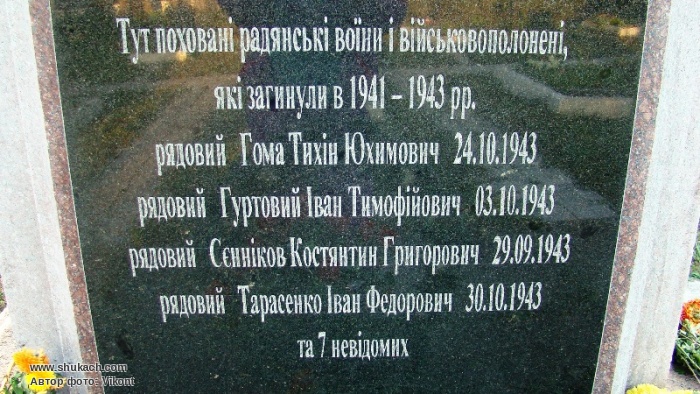 Тут поховані радянські воїни і військовополонені,
які загинули в 1941 – 1943 рр.
рядовий Гома Тихін Юхимович 24.10.1943
рядовий Гуртовий Іван Тимофійович 03.10.1943
рядовий Сєнніков Костянтин Григорович 29.09.1943
рядовий Тарасенко Іван Федорович 30.10.1943
та 7 невідомих
www.shukach.com
Автор фото: Vikont